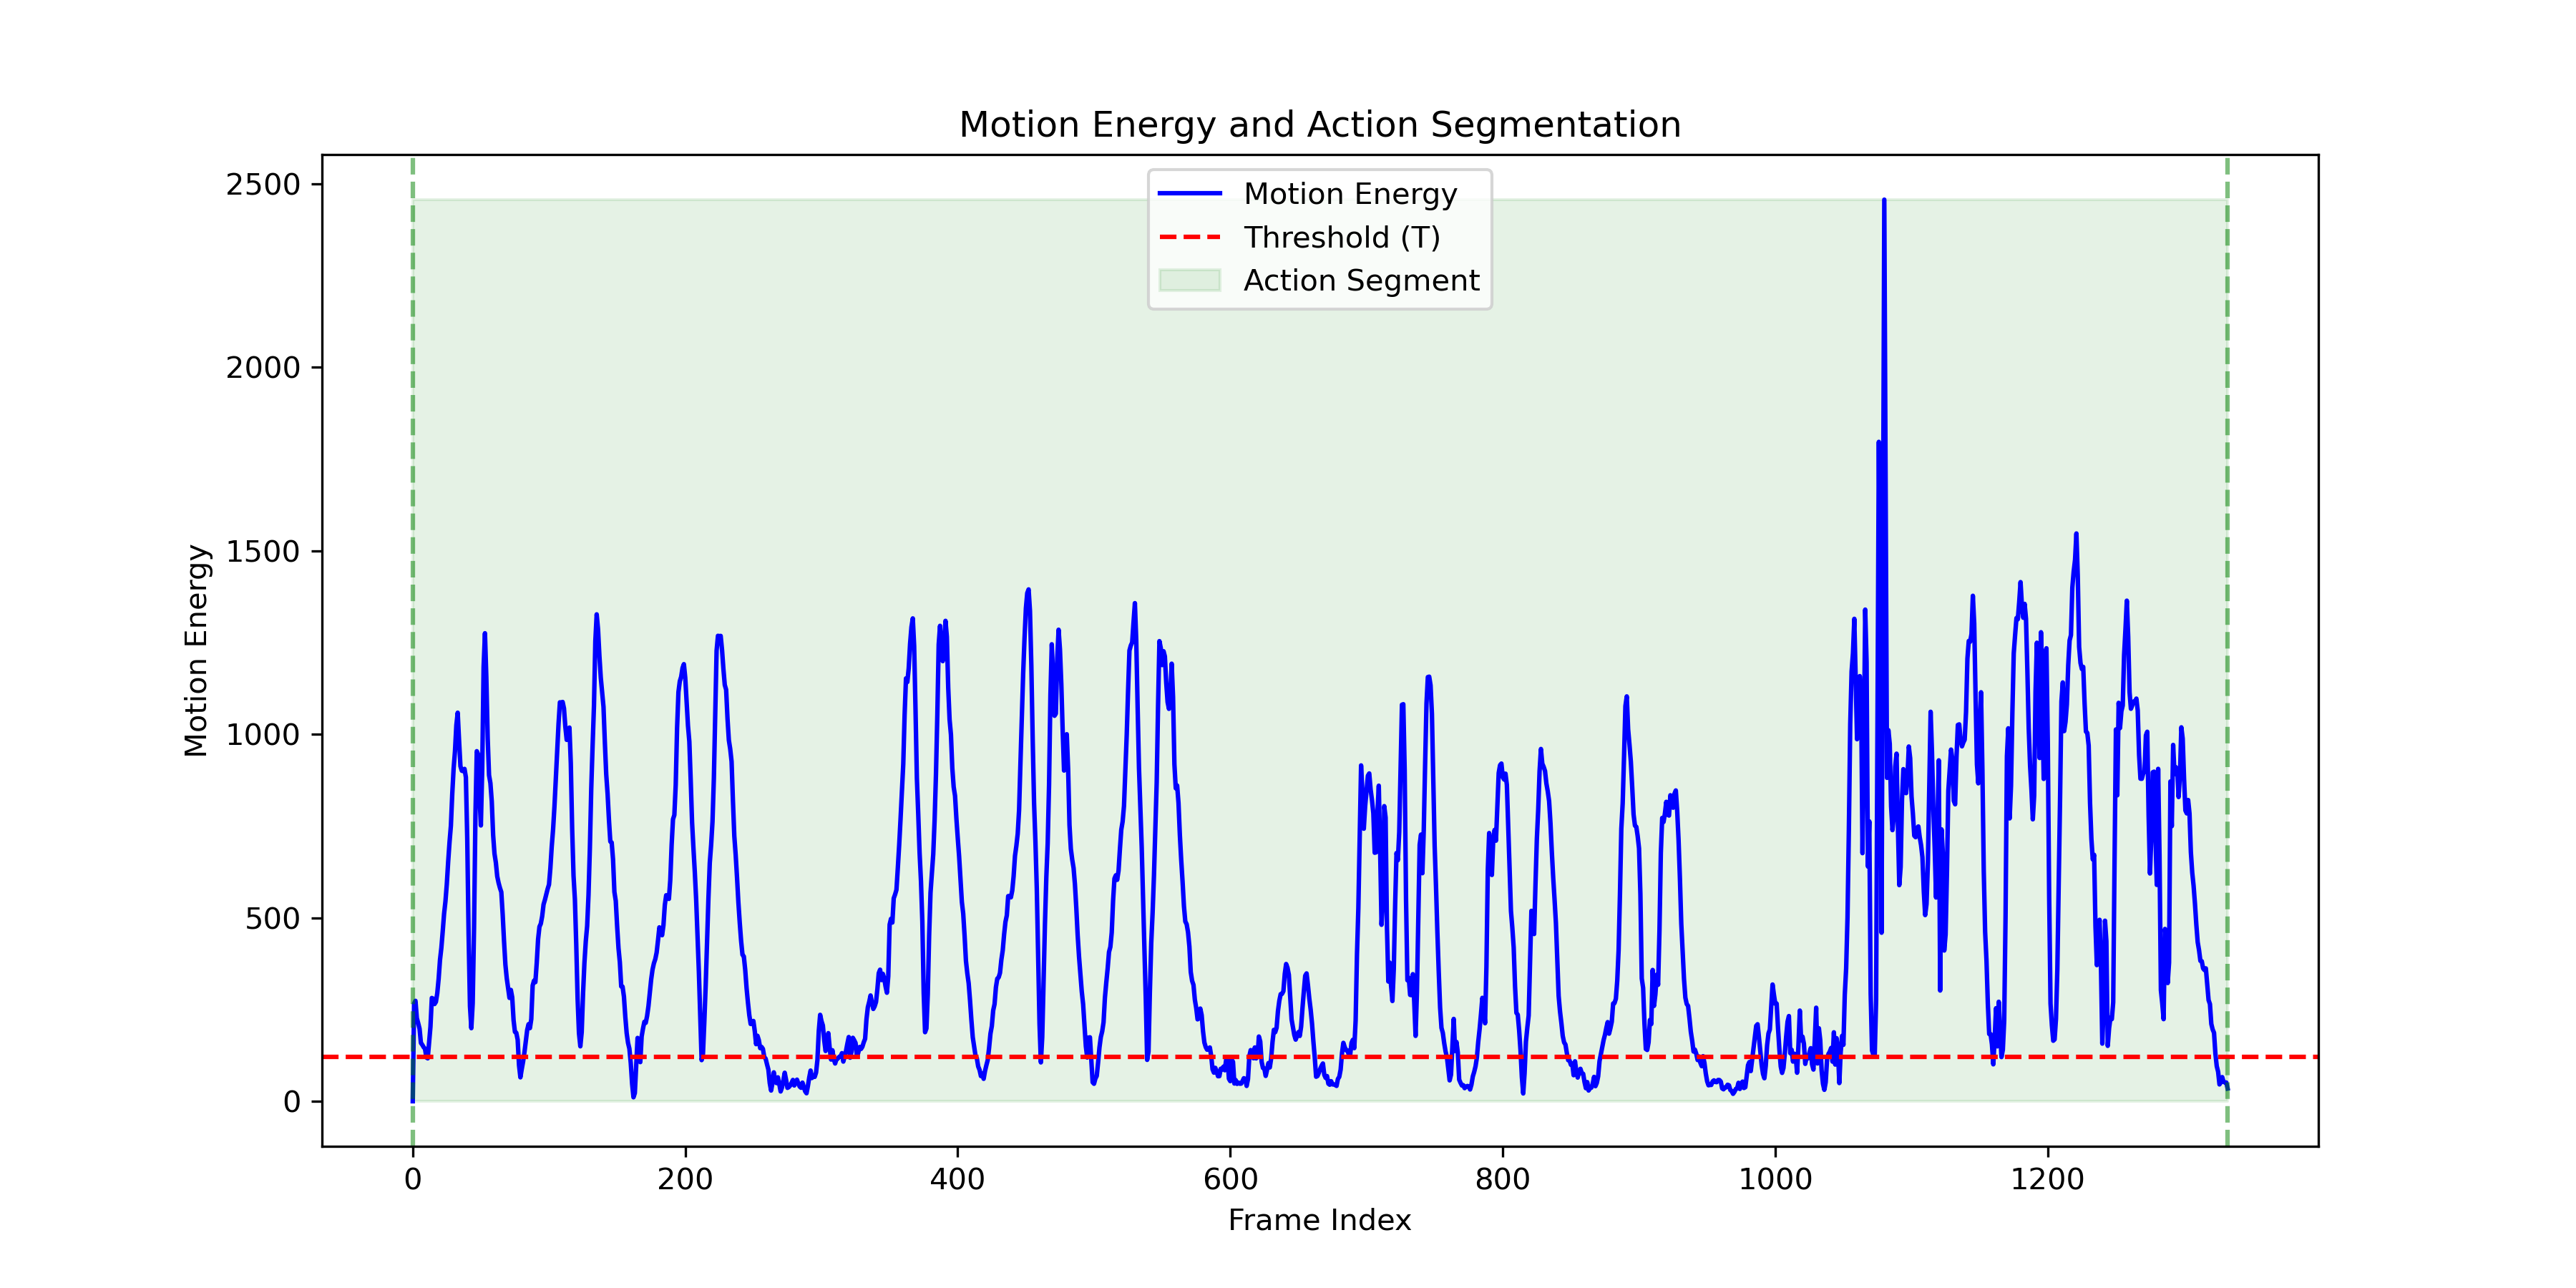 Motion Energy and Action Segmentation
Motion Energy
Threshold (T)
Action Segment
2500
2000
1500
1000
500
0
Motion Energy
0 200 400 600 800 1000 1200
Frame Index